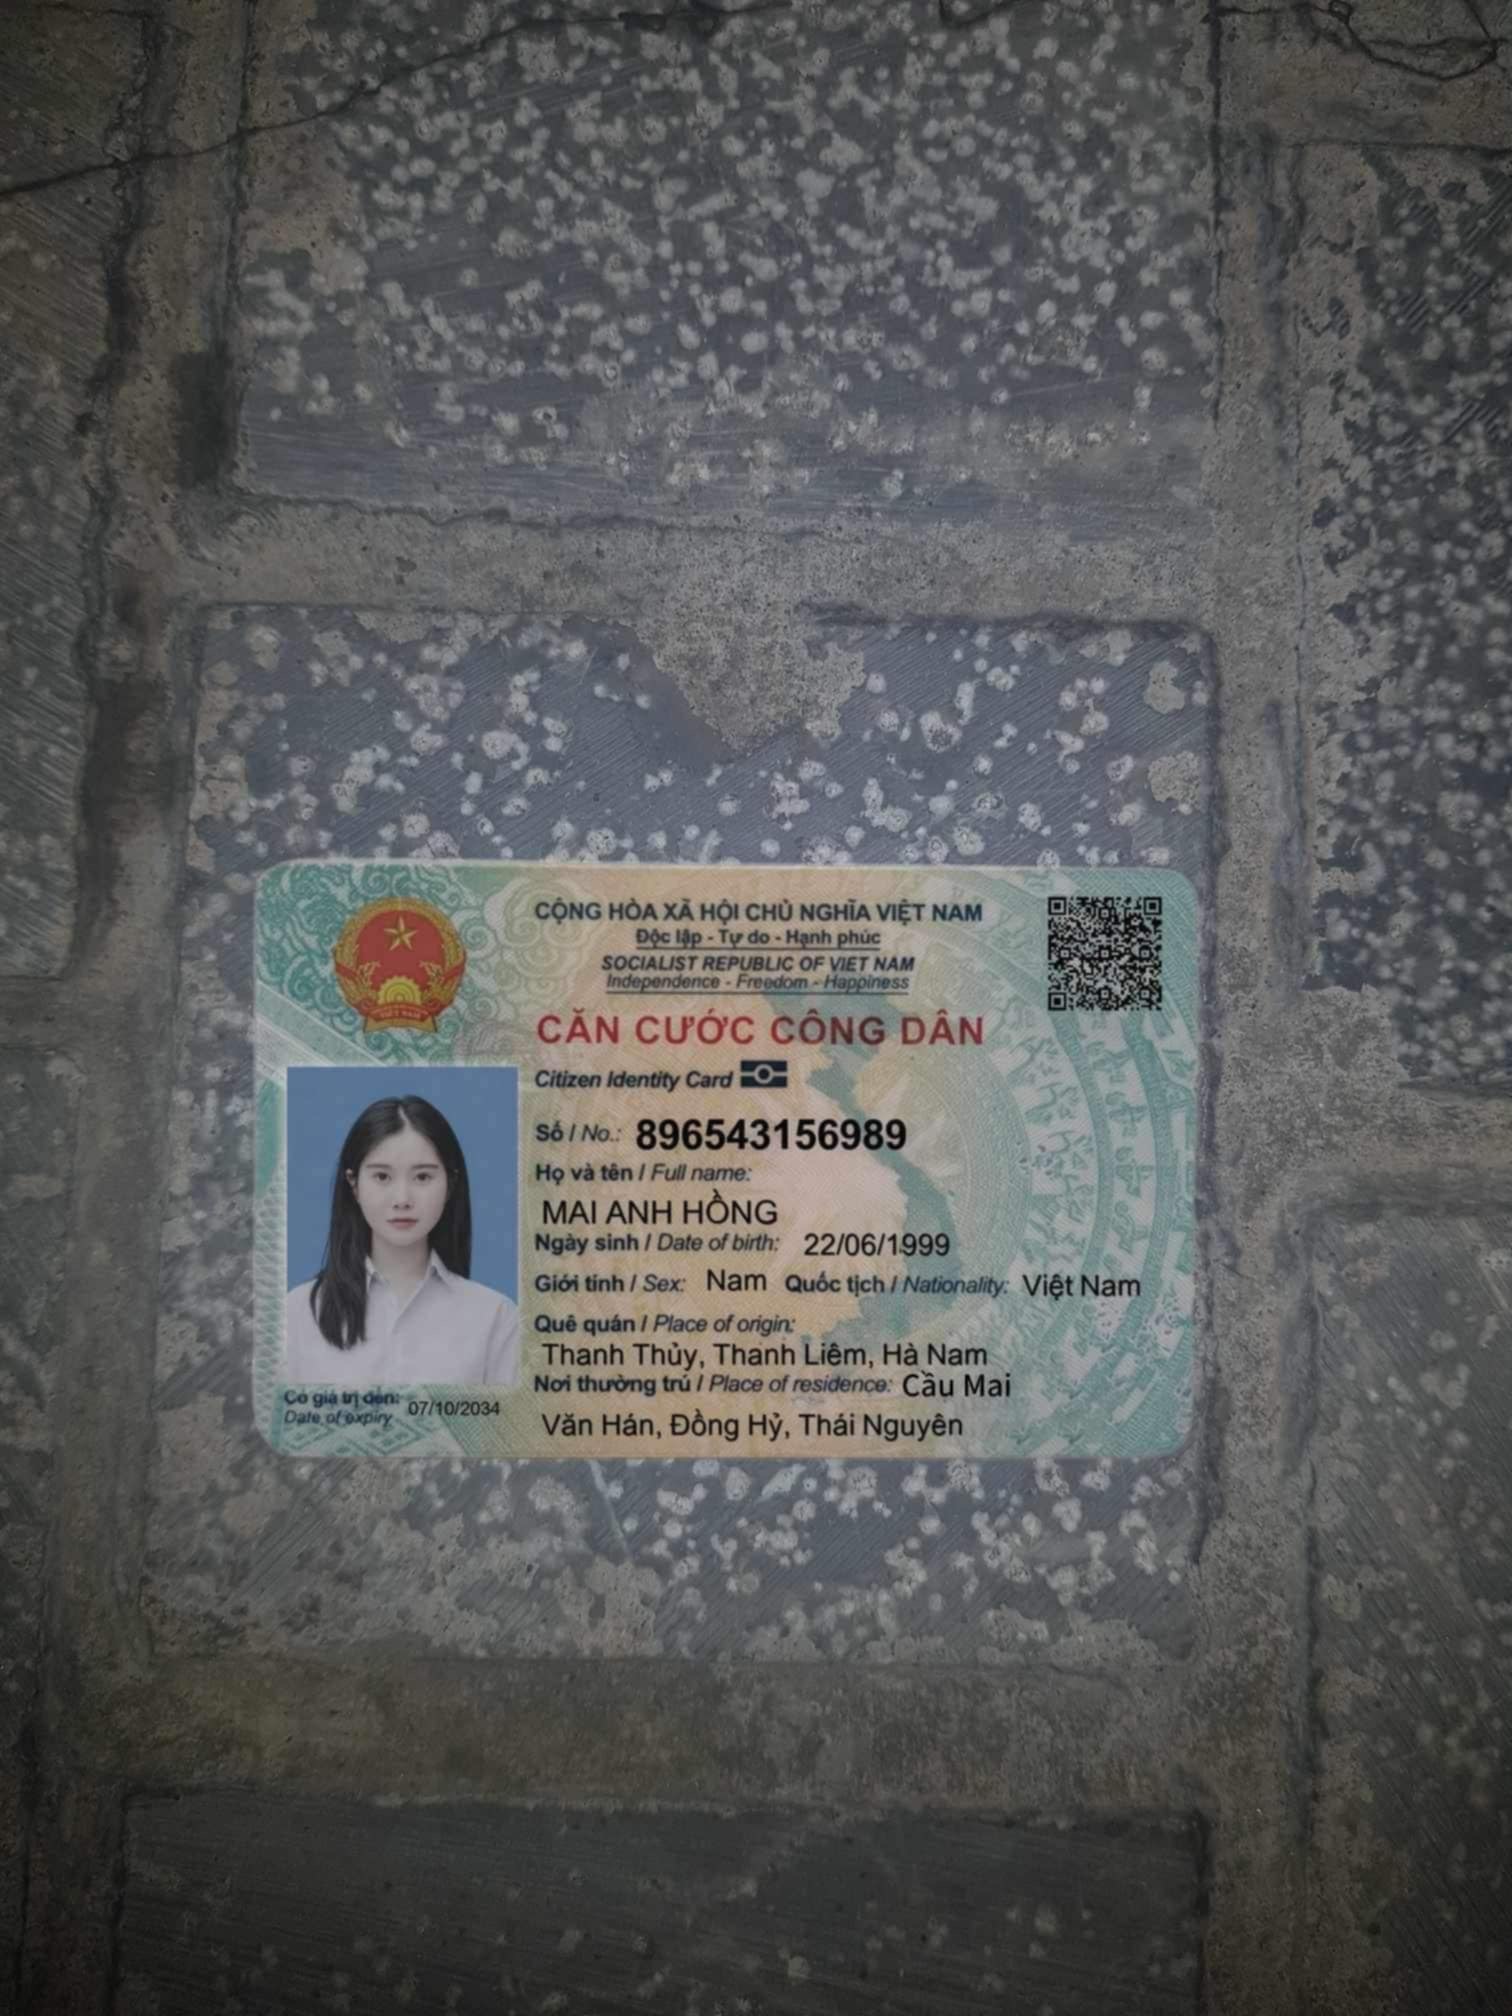 CỘNG HÒA XÃ HỘI CHỦ NGHĨA VIỆT NAM
Độc lập - Tự do - Hạnh phúc
SOCIALIST REPUBLIC OF VIET NAM
Independence - Freedom - Happiness
CĂN CƯỚC CÔNG DÂN
Citizen Identity Card
Số / No.: 896543156989
Họ và tên / Full name:
MAI ANH HỒNG
Ngày sinh / Date of birth: 22/06/1999
Giới tính / Sex: Nam Quốc tịch / Nationality: Việt Nam
Quê quán / Place of origin:
Thanh Thủy, Thanh Liêm, Hà Nam
Nơi thường trú / Place of residence: Cầu Mai
Văn Hán, Đồng Hỷ, Thái Nguyên
Có giá trị đến: 07/10/2034
Date of expiry
VIỆT NAM